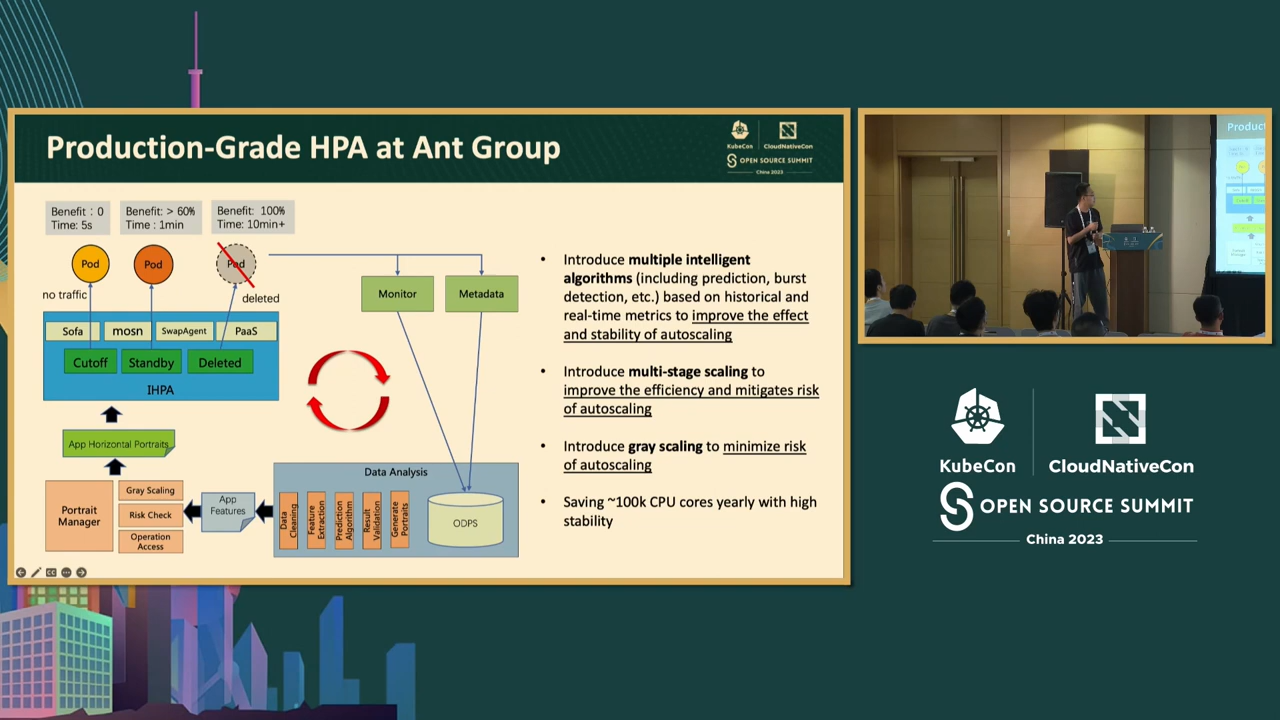 Production-Grade HPA at Ant Group
KubeCon
CloudNativeCon
OPEN SOURCE SUMMIT
China 2023
Benefit : 0
Time: 5s
Benefit: > 60%
Time : 1min
Benefit: 100%
Time: 10min+
Pod
Pod
Pod
no traffic
deleted
Monitor
Metadata
Sofa
mosn
SwapAgent
PaaS
Cutoff
Standby
Deleted
IHPA
App Horizontal Portraits
Portrait
Manager
Gray Scaling
Risk Check
Operation
Access
App
Features
Data Analysis
Data
Cleaning
Feature
Extraction
Prediction
Algorithm
Result
Validation
Generate
Portraits
ODPS
• Introduce multiple intelligent
algorithms (including prediction, burst
detection, etc.) based on historical and
real-time metrics to improve the effect
and stability of autoscaling
• Introduce multi-stage scaling to
improve the efficiency and mitigates risk
of autoscaling
• Introduce gray scaling to minimize risk
of autoscaling
• Saving ~100k CPU cores yearly with high
stability
Product
KubeCon
CloudNativeCon
OPEN SOURCE SUMMIT
China 2023